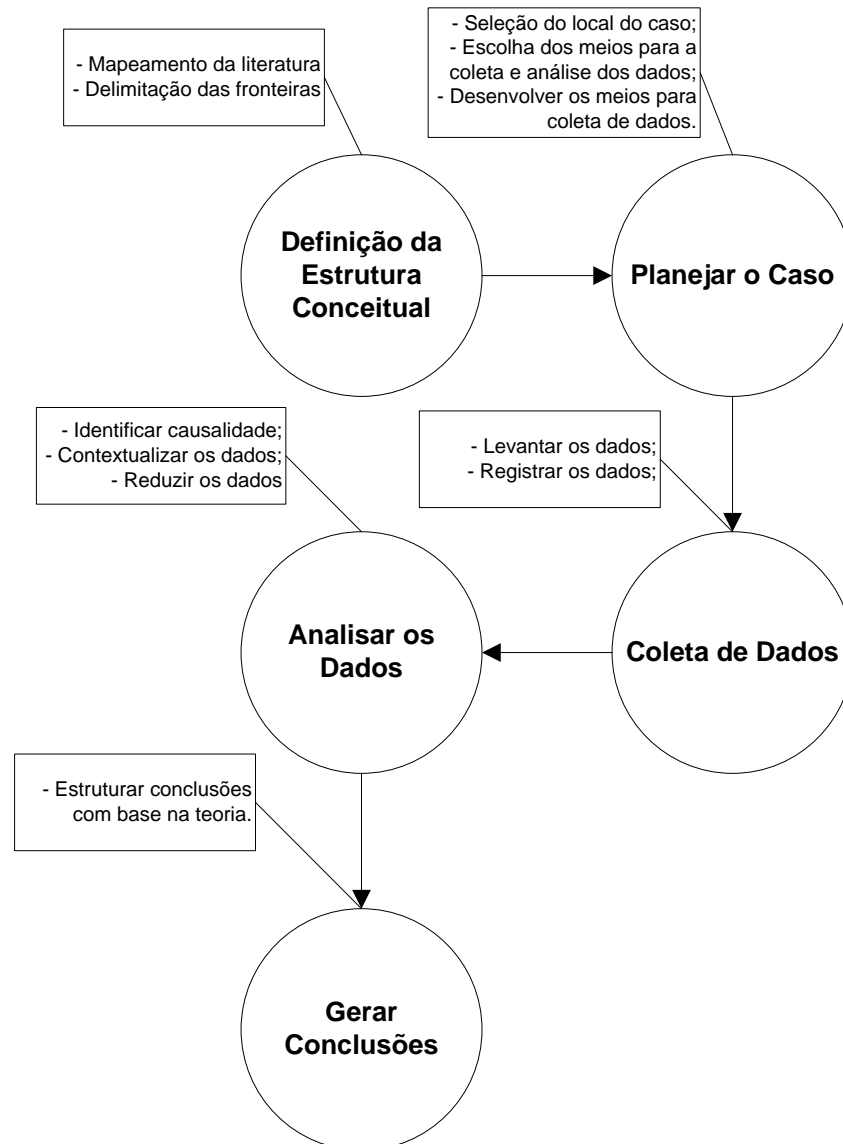 - Mapeamento da literatura
- Delimitação das fronteiras
- Seleção do local do caso;
- Escolha dos meios para a
coleta e análise dos dados;
- Desenvolver os meios para
coleta de dados.
Definição da
Estrutura
Conceitual
Planejar o Caso
- Identificar causalidade;
- Contextualizar os dados;
- Reduzir os dados
- Levantar os dados;
- Registrar os dados;
Analisar os
Dados
Coleta de Dados
- Estruturar conclusões
com base na teoria.
Gerar
Conclusões